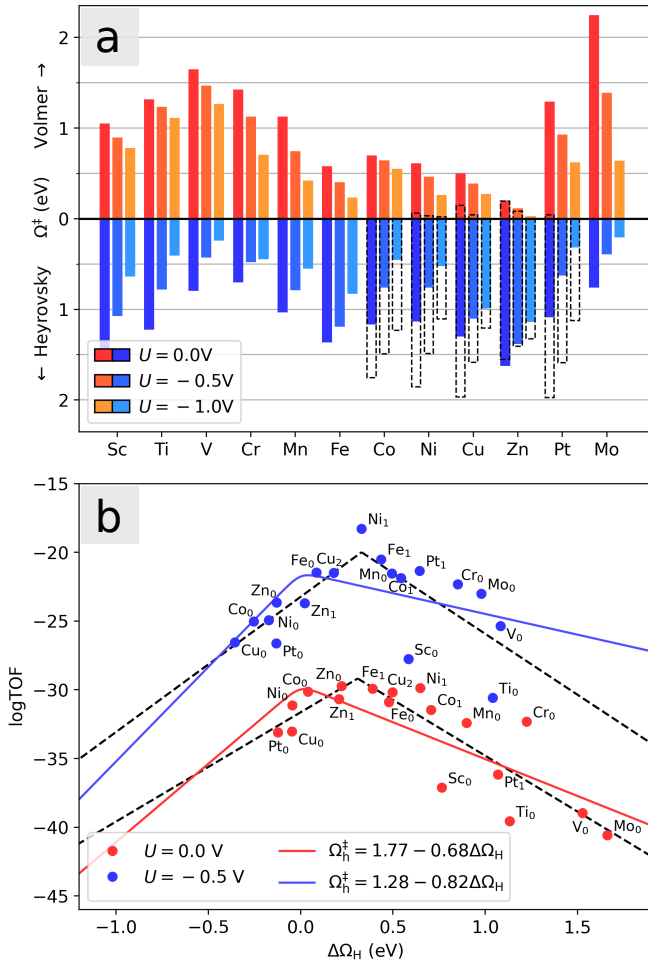 a
← Heyrovsky  Ω‡ (eV)  Volmer →
2
1
0
1
2
U = 0.0V
U = − 0.5V
U = − 1.0V
Sc Ti V Cr Mn Fe Co Ni Cu Zn Pt Mo
b
logTOF
−15
−20
−25
−30
−35
−40
−45
Ni₁
Fe₀ Cu₂ Fe₁
Mn₀ Pt₁
Co₁ Cr₀ Mo₀
Zn₀
Zn₁
Co₀ Ni₀
V₀
Cu₀ Pt₀
Sc₀
Zn₀ Fe₁ Ni₁
Co₀ Cu₂ Ti₀
Ni₀ Zn₁ Fe₀ Co₁
Mn₀ Cr₀
Pt₀ Cu₀
Sc₀ Pt₁
Ti₀ V₀ Mo₀
U = 0.0 V
U = −0.5 V
Ω‡h = 1.77 − 0.68ΔΩH
Ω‡h = 1.28 − 0.82ΔΩH
−1.0 −0.5 0.0 0.5 1.0 1.5
ΔΩH (eV)